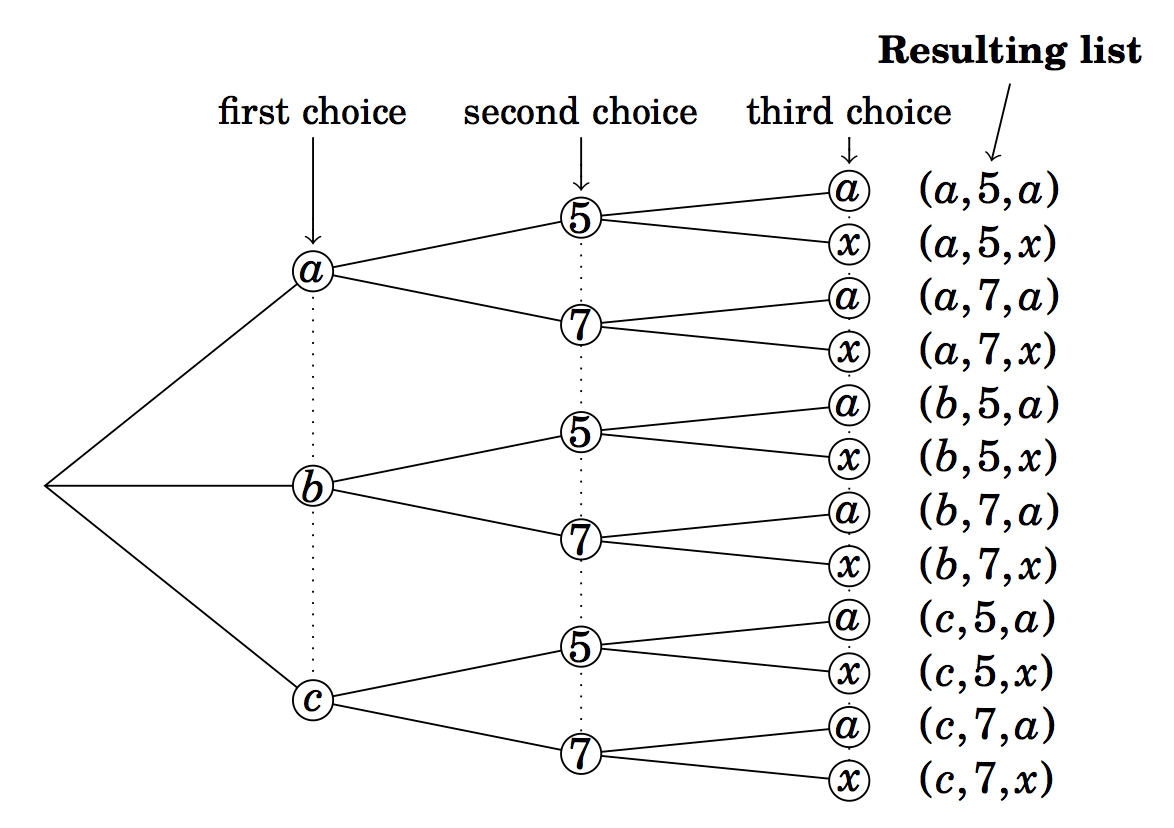 Resulting list
first choice second choice third choice
a (a,5,a)
5
x (a,5,x)
a
a (a,7,a)
7
x (a,7,x)
a (b,5,a)
5
x (b,5,x)
b
a (b,7,a)
7
x (b,7,x)
a (c,5,a)
5
x (c,5,x)
c
a (c,7,a)
7
x (c,7,x)